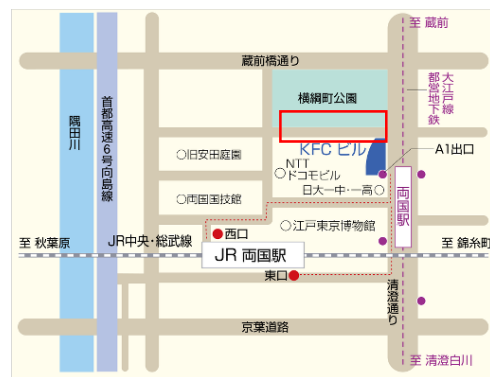 至 蔵前
蔵前橋通り
横綱町公園
大江戸線
都営地下鉄
首都高速6号向島線
隅田川
KFC ビル
A1出口
○旧安田庭園
NTT
○ドコモビル
日大一中・一高○
○両国国技館
両国駅
○江戸東京博物館
西口
至 秋葉原
JR中央・総武線
至 錦糸町
JR 両国駅
東口
清澄通り
京葉道路
至 清澄白川